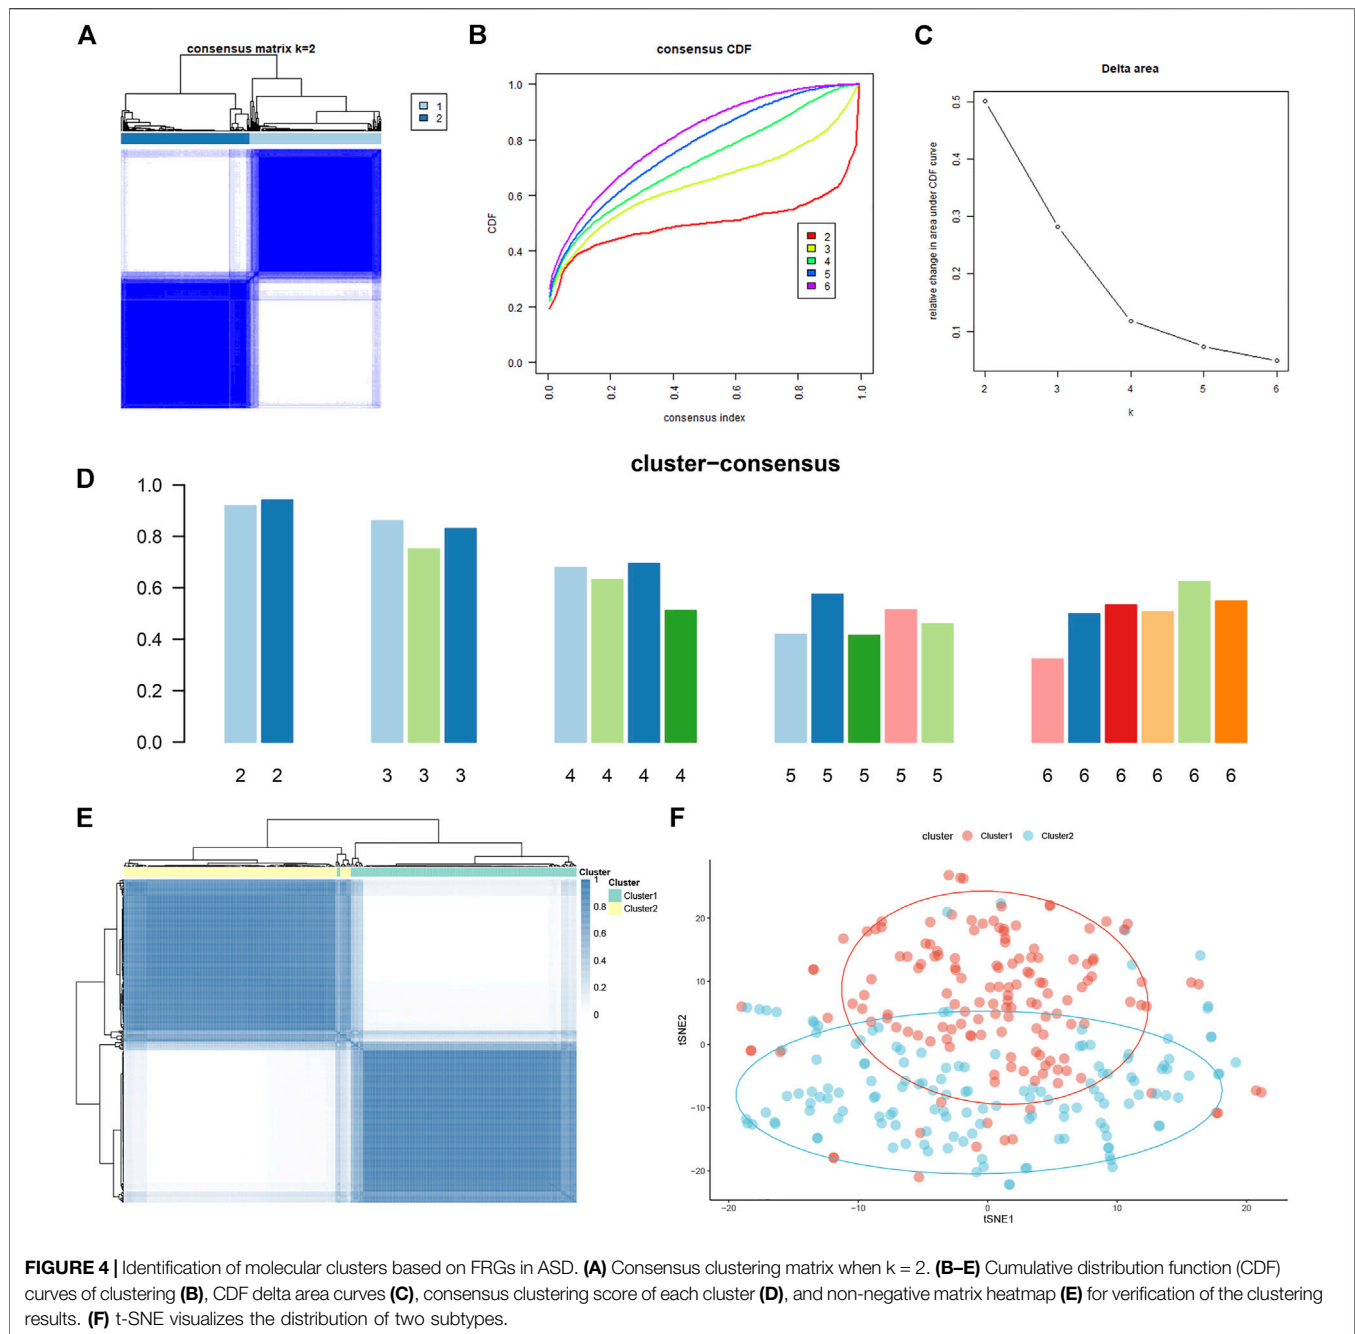 A
consensus matrix k=2
1
2
B
consensus CDF
CDF
1.0
0.8
0.6
0.4
0.2
0.0
2
3
4
5
6
0.0 0.2 0.4 0.6 0.8 1.0
consensus index
C
Delta area
relative change in area under CDF curve
0.5
0.4
0.3
0.2
0.1
2 3 4 5 6
k
D
cluster-consensus
1.0
0.8
0.6
0.4
0.2
0.0
2 2 3 3 3 4 4 4 4 5 5 5 5 5 6 6 6 6 6 6
E
Cluster
1
0.8
0.6
0.4
0.2
0
Cluster
Cluster1
Cluster2
F
cluster Cluster1 Cluster2
tSNE2
20
10
0
−10
−20
−20 −10 0 10 20
tSNE1
FIGURE 4 | Identification of molecular clusters based on FRGs in ASD. (A) Consensus clustering matrix when k = 2. (B–E) Cumulative distribution function (CDF)
curves of clustering (B), CDF delta area curves (C), consensus clustering score of each cluster (D), and non-negative matrix heatmap (E) for verification of the clustering
results. (F) t-SNE visualizes the distribution of two subtypes.